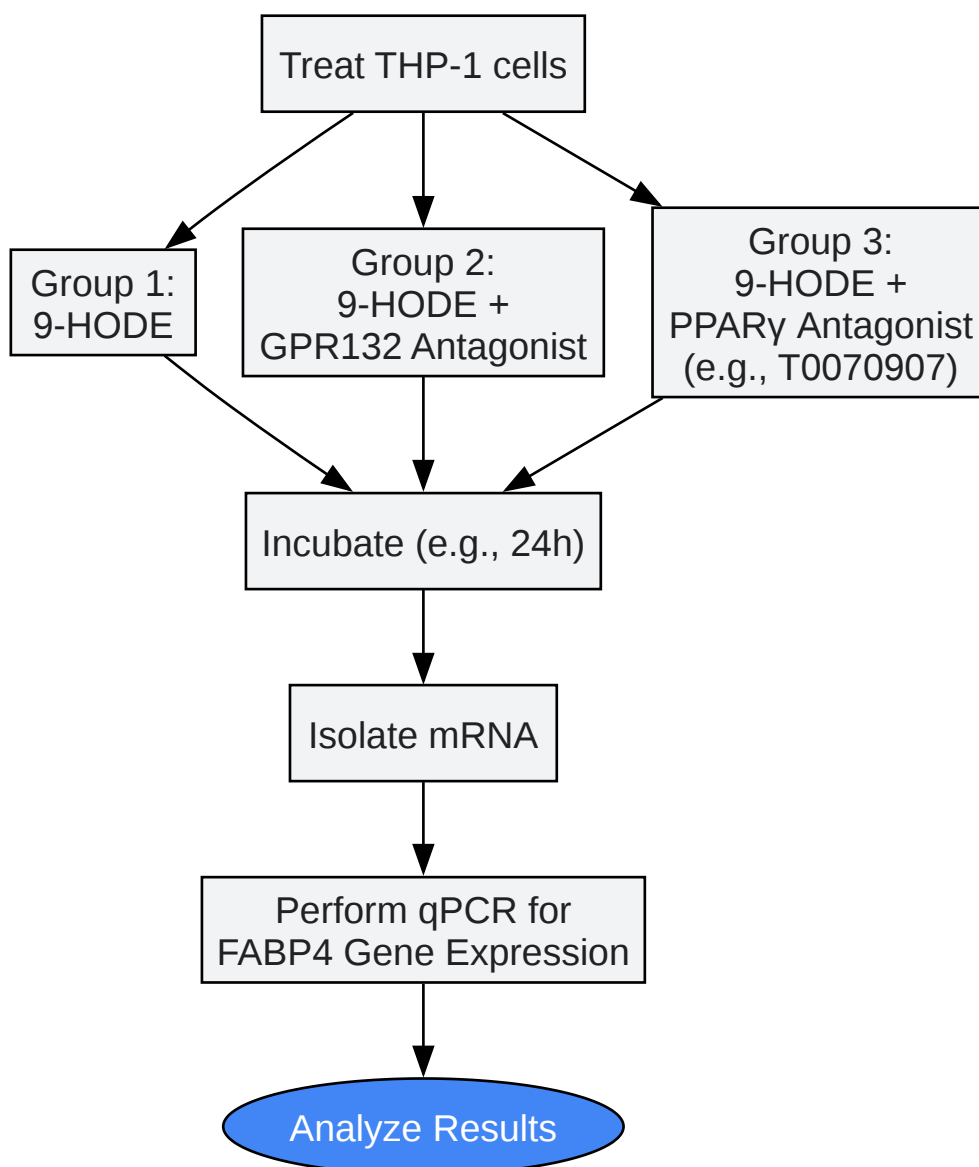 Treat THP-1 cells
Group 1:
9-HODE
Group 2:
9-HODE +
GPR132 Antagonist
Group 3:
9-HODE +
PPARγ Antagonist
(e.g., T0070907)
Incubate (e.g., 24h)
Isolate mRNA
Perform qPCR for
FABP4 Gene Expression
Analyze Results